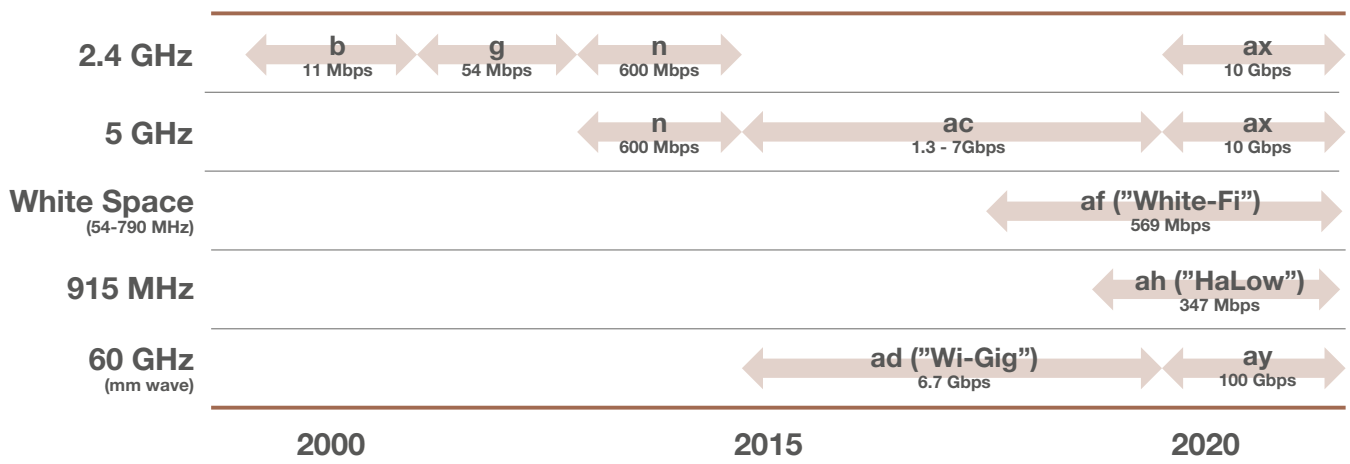 2.4 GHz
b
11 Mbps
g
54 Mbps
n
600 Mbps
ax
10 Gbps
5 GHz
n
600 Mbps
ac
1.3 - 7Gbps
ax
10 Gbps
White Space
(54-790 MHz)
af (”White-Fi”)
569 Mbps
915 MHz
ah (”HaLow”)
347 Mbps
60 GHz
(mm wave)
ad (”Wi-Gig”)
6.7 Gbps
ay
100 Gbps
2000
2015
2020